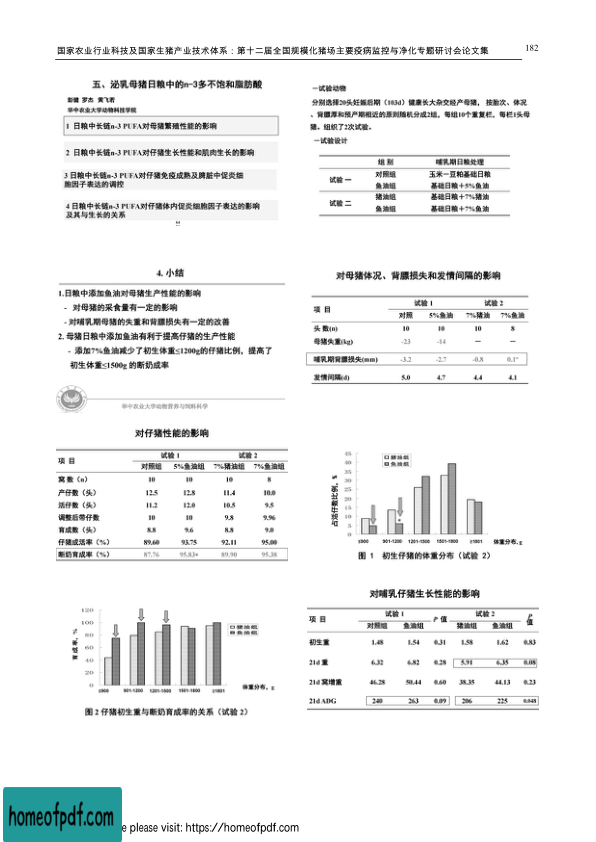 国家农业行业科技及国家生猪产业技术体系：第十二届全国规模化猪场主要疫病监控与净化专题研讨会论文集 182
五、泌乳母猪日粮中的n-3多不饱和脂肪酸
彭健 罗杰 黄飞若
华中农业大学动物科技学院
1 日粮中长链n-3 PUFA对母猪繁殖性能的影响
2 日粮中长链n-3 PUFA对仔猪生长性能和肌肉生长的影响
3 日粮中长链n-3 PUFA对仔猪免疫成熟及脾脏中促炎细
胞因子表达的调控
4 日粮中长链n-3 PUFA对仔猪体内促炎细胞因子表达的影响
及其与生长的关系
一试验动物
分别选择20头妊娠后期（103d）健康长大杂交经产母猪，按胎次、体况
、背膘厚和预产期相近的原则随机分成2组，每组10个重复栏，每栏1头母
猪。组织了2次试验。
一试验设计
组 别 哺乳期日粮处理
试验 一 对照组 玉米－豆粕基础日粮
鱼油组 基础日粮＋5%鱼油
试验 二 猪油组 基础日粮＋7%猪油
鱼油组 基础日粮＋7%鱼油
4. 小结
1.日粮中添加鱼油对母猪生产性能的影响
- 对母猪的采食量有一定的影响
- 对哺乳期母猪的失重和背膘损失有一定的改善
2. 母猪日粮中添加鱼油有利于提高仔猪的生产性能
- 添加7%鱼油减少了初生体重≤1200g的仔猪比例，提高了
初生体重≤1500g 的断奶成率
华中农业大学动物营养与饲料科学
对母猪体况、背膘损失和发情间隔的影响
项 目 试验 1 试验 2
对照 5%鱼油 7%猪油 7%鱼油
头 数(n) 10 10 10 8
母猪失重(kg) -23 -14 — —
哺乳期背膘损失(mm) -3.2 -2.7 -0.8 0.1*
发情间隔(d) 5.0 4.7 4.4 4.1
对仔猪性能的影响
项 目 试验 1 试验 2
对照组 5%鱼油组 7%猪油组 7%鱼油组
窝 数（n） 10 10 10 8
产仔数（头） 12.5 12.8 11.4 10.0
活仔数（头） 11.2 12.0 10.5 9.5
调整后带仔数 10 10 9.8 9.96
育成数（头） 8.8 9.6 8.8 9.0
仔猪成活率（%） 89.60 93.75 92.11 95.00
断奶育成率（%） 87.76 95.83* 89.90 95.38
占活仔数比例，%
45
40
35
30
25
20
15
10
5
0
猪油组
鱼油组
*
≤900 901-1200 1201-1500 1501-1800 ≥1801 体重分布，g
图 1 初生仔猪的体重分布（试验 2）
育成率，%
120
100
80
60
40
20
0
猪油组
鱼油组
≤900 901-1200 1201-1500 1501-1800 ≥1801 体重分布，g
图 2 仔猪初生重与断奶育成率的关系（试验 2）
对哺乳仔猪生长性能的影响
项 目 试验 1 P 值 试验 2 P 值
对照组 鱼油组 猪油组 鱼油组
初生重 1.48 1.54 0.31 1.58 1.62 0.83
21d 重 6.32 6.82 0.28 5.91 6.35 0.08
21d 窝增重 46.28 50.44 0.60 38.35 44.13 0.23
21d ADG 240 263 0.09 206 225 0.048
homeofpdf.com
e please visit: https://homeofpdf.com